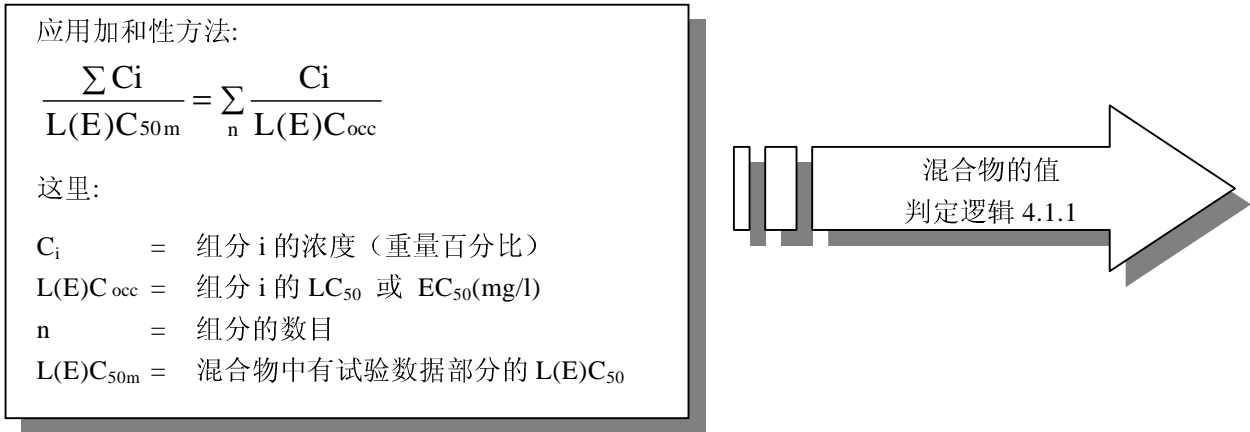 应用加和性方法:
∑ Ci / L(E)C50m = ∑n Ci / L(E)Cocc
这里:
Ci = 组分 i 的浓度（重量百分比）
L(E)C occ = 组分 i 的 LC50 或 EC50(mg/l)
n = 组分的数目
L(E)C50m = 混合物中有试验数据部分的 L(E)C50
混合物的值
判定逻辑 4.1.1